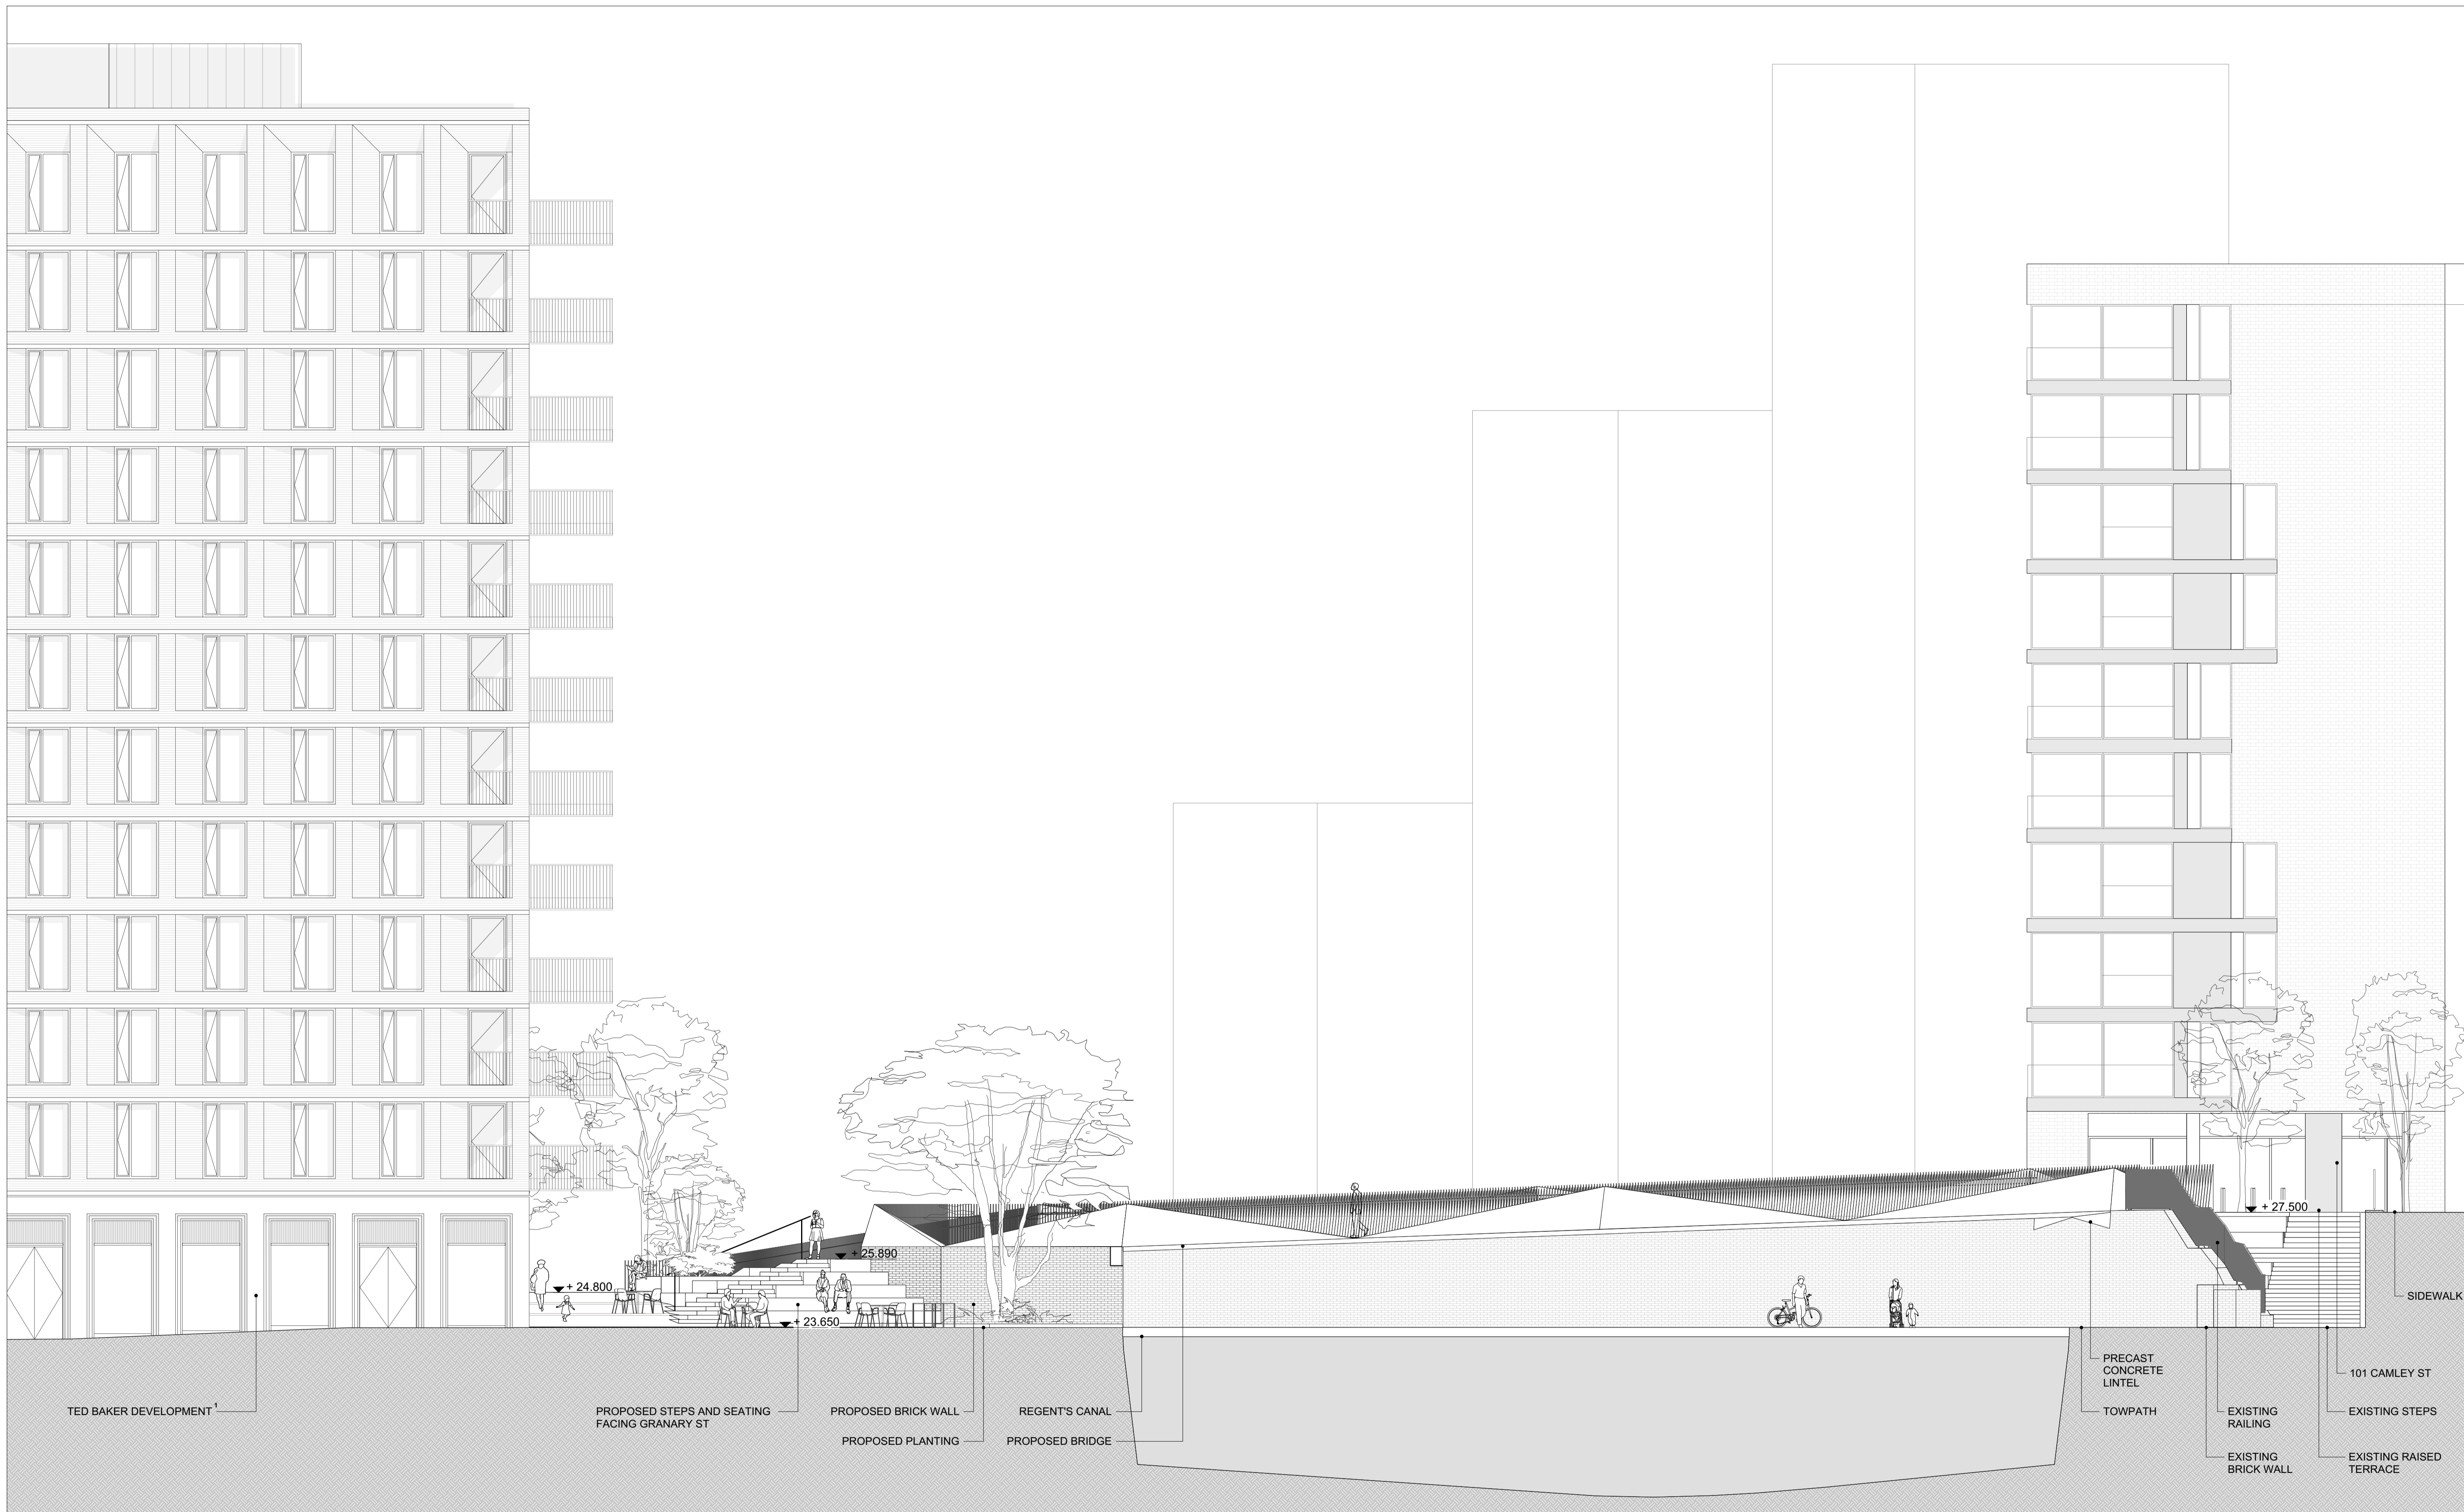 + 27.500
+ 25.890
+ 24.800
+ 23.650
SIDEWALK
PRECAST
CONCRETE
LINTEL
101 CAMLEY ST
TED BAKER DEVELOPMENT¹
PROPOSED STEPS AND SEATING
FACING GRANARY ST
PROPOSED BRICK WALL
REGENT'S CANAL
TOWPATH
EXISTING
RAILING
EXISTING STEPS
PROPOSED PLANTING
PROPOSED BRIDGE
EXISTING
BRICK WALL
EXISTING RAISED
TERRACE